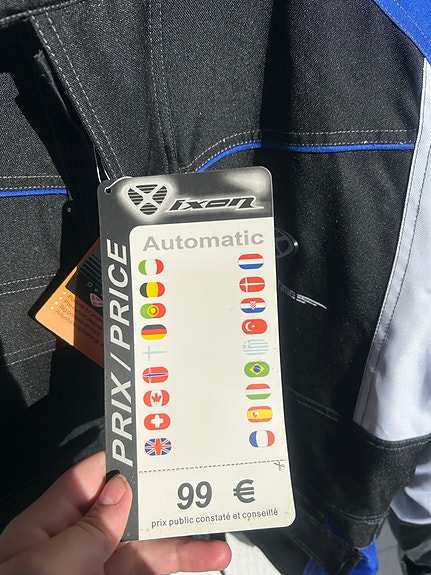 ixon
Automatic
PRIX/PRICE
99 €
prix public constaté et conseillé